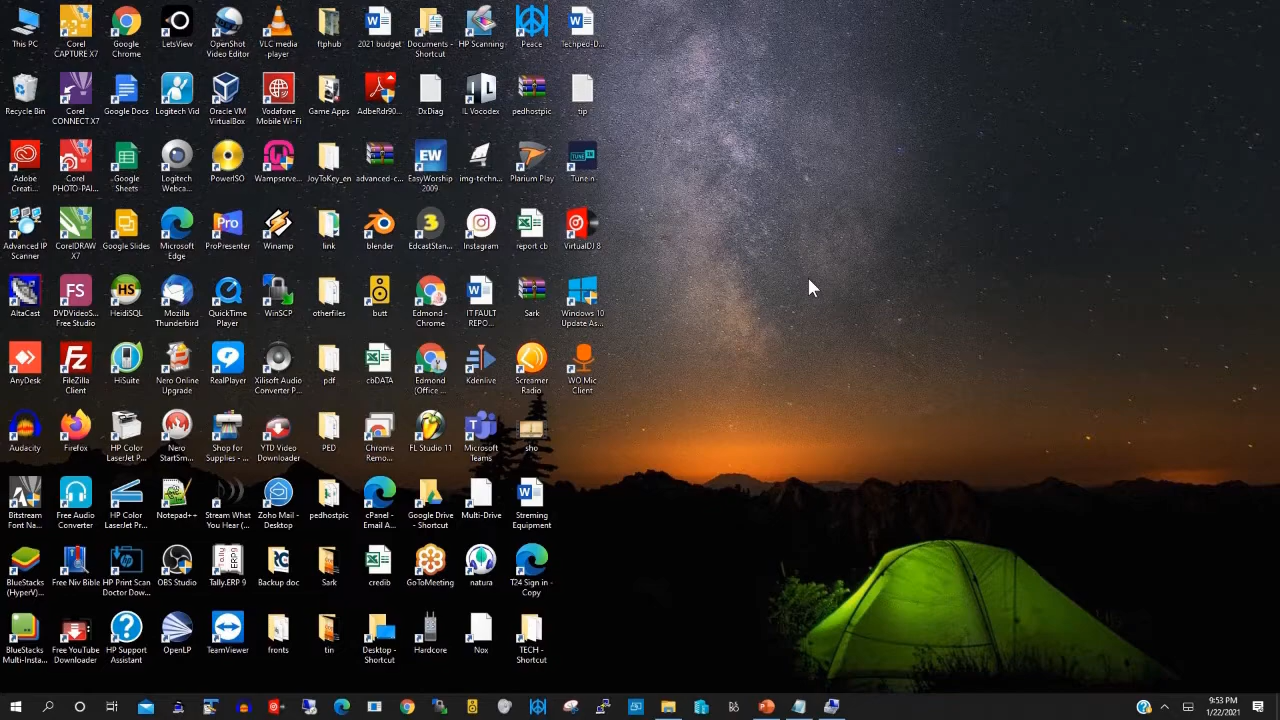 This PC
Corel
CAPTURE X7
Google
Chrome
LetsView
OpenShot
Video Editor
VLC media
player
ftphub
2021 budget
Documents -
Shortcut
HP Scanning
Peace
Techped-D...
Recycle Bin
Corel
CONNECT X7
Google Docs
Logitech Vid
Oracle VM
VirtualBox
Vodafone
Mobile Wi-Fi
Game Apps
AdbeRdr90...
DxDiag
IL Vocodex
pedhostpic
tip
Adobe
Creati...
Corel
PHOTO-PAI...
Google
Sheets
Logitech
Webca...
PowerISO
Wampserve...
JoyToKey_en
advanced-c...
EW
EasyWorship
2009
img-techn...
Plarium Play
TUNE
Tune n-
Advanced IP
Scanner
CorelDRAW
X7
Google Slides
Microsoft
Edge
Pro
ProPresenter
Winamp
link
blender
3
EdcastStan...
Instagram
report cb
VirtualDJ 8
AltaCast
FS
DVDVideoS...
Free Studio
HS
HeidiSQL
Mozilla
Thunderbird
QuickTime
Player
WinSCP
otherfiles
butt
Edmond -
Chrome
IT FAULT
REPO...
Sark
Windows 10
Update As...
AnyDesk
FileZilla
Client
HiSuite
Nero Online
Upgrade
RealPlayer
Xilisoft Audio
Converter P...
pdf
cbDATA
Edmond
(Office ...
Kdenlive
Screamer
Radio
WO Mic
Client
Audacity
Firefox
HP Color
LaserJet P...
Nero
StartSm...
Shop for
Supplies - ...
YTD Video
Downloader
PED
Chrome
Remo...
FL Studio 11
Microsoft
Teams
sho
Bitstream
Font Na...
Free Audio
Converter
HP Color
LaserJet Pr...
Notepad++
Stream What
You Hear (...
Zoho Mail -
Desktop
pedhostpic
cPanel -
Email A...
Google Drive
- Shortcut
Multi-Drive
Streming
Equipment
BlueStacks
(HyperV)...
Free Niv Bible
HP Print Scan
Doctor Dow...
OBS Studio
Tally.ERP 9
Backup doc
Sark
credib
GoToMeeting
natura
T24 Sign in -
Copy
BlueStacks
Multi-Insta...
Free YouTube
Downloader
HP Support
Assistant
OpenLP
TeamViewer
fronts
tin
Desktop -
Shortcut
Hardcore
Nox
TECH -
Shortcut
9:53 PM
1/22/2021